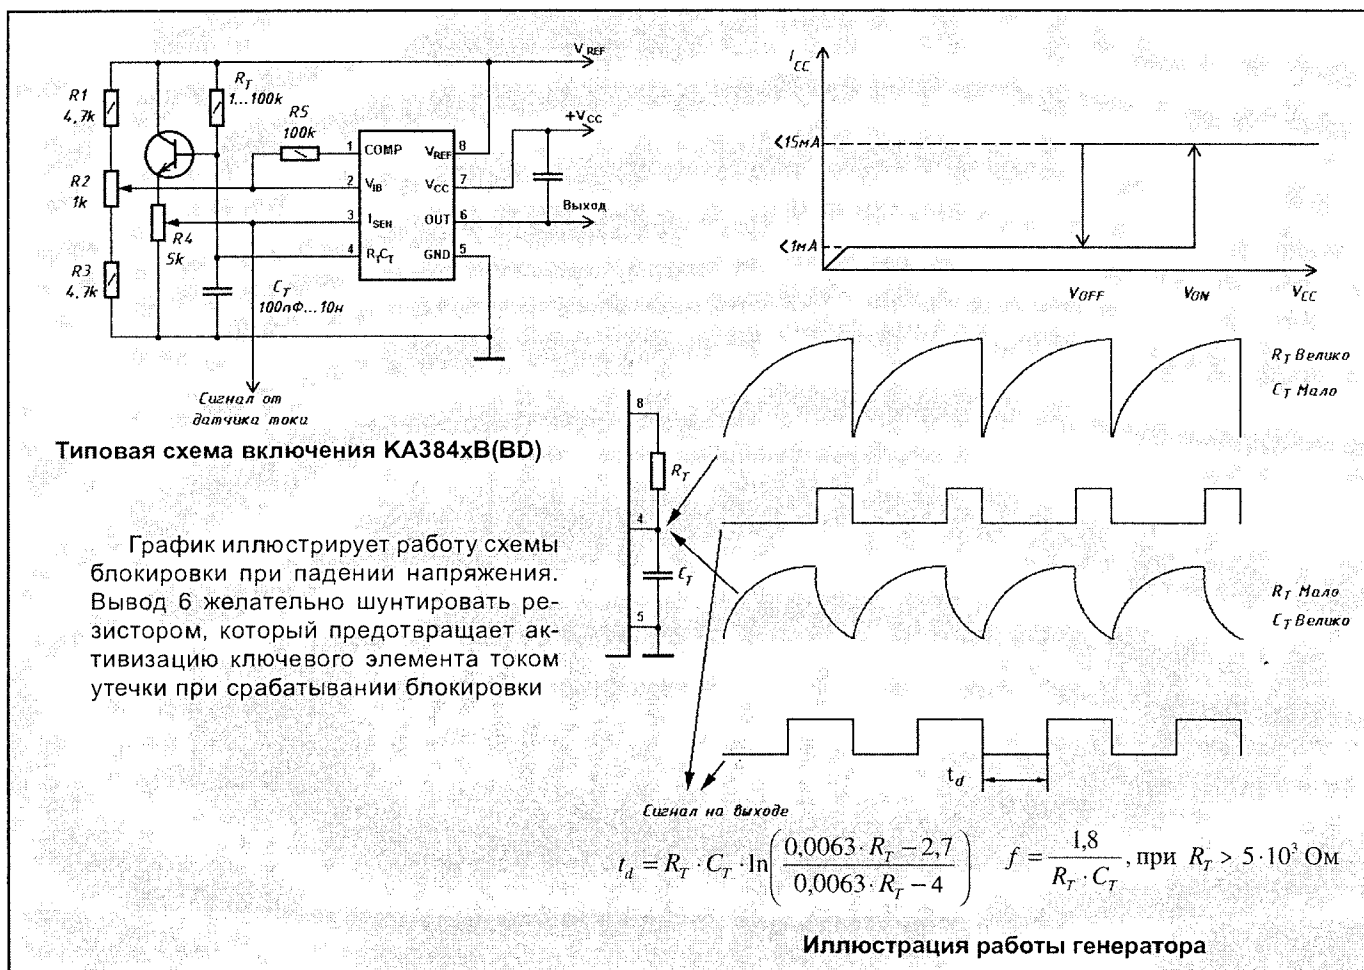 V_REF
R_T
1...100k
R1
4,7k
R5
100k
+V_CC
1 COMP V_REF 8
R2
1k
2 V_IB V_CC 7
Выход
3 I_SEN OUT 6
R4
5k
4 R_TC_T GND 5
R3
4,7k
C_T
100пФ...10н
Сигнал от
датчика токи
Типовая схема включения KA384xB(BD)
I_CC
<15мА
<1мА
V_OFF V_ON V_CC
График иллюстрирует работу схемы
блокировки при падении напряжения.
Вывод 6 желательно шунтировать ре-
зистором, который предотвращает ак-
тивизацию ключевого элемента током
утечки при срабатывании блокировки
8
R_T
4
C_T
5
R_T Велико
C_T Мало
R_T Мало
C_T Велико
t_d
Сигнал на выходе
t_d = R_T · C_T · ln((0,0063 · R_T − 2,7) / (0,0063 · R_T − 4)) f = 1,8 / (R_T · C_T), при R_T > 5 · 10³ Ом
Иллюстрация работы генератора